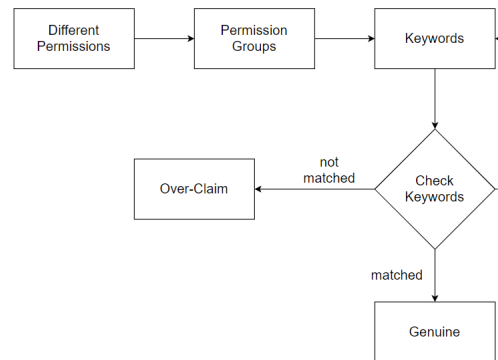 Different
Permissions
Permission
Groups
Keywords
not
matched
Over-Claim
Check
Keywords
matched
Genuine